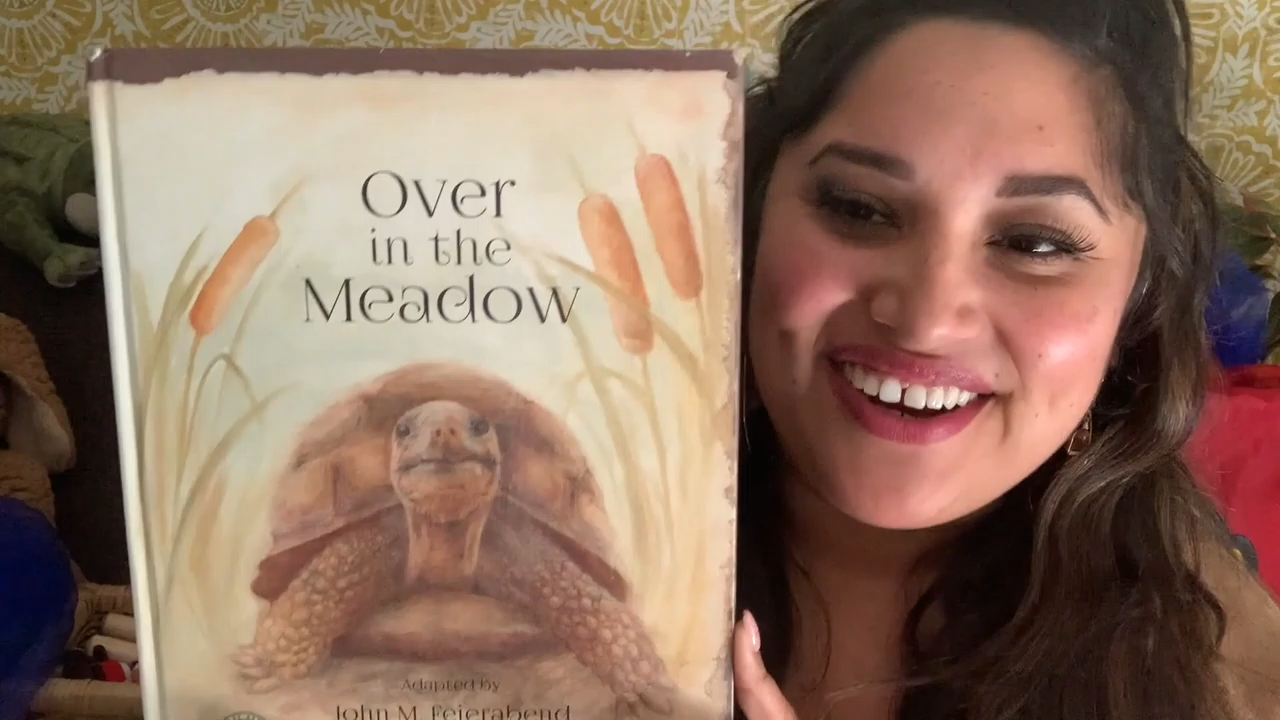 Over
in the
Meadow
Adapted by
John M. Feierabend